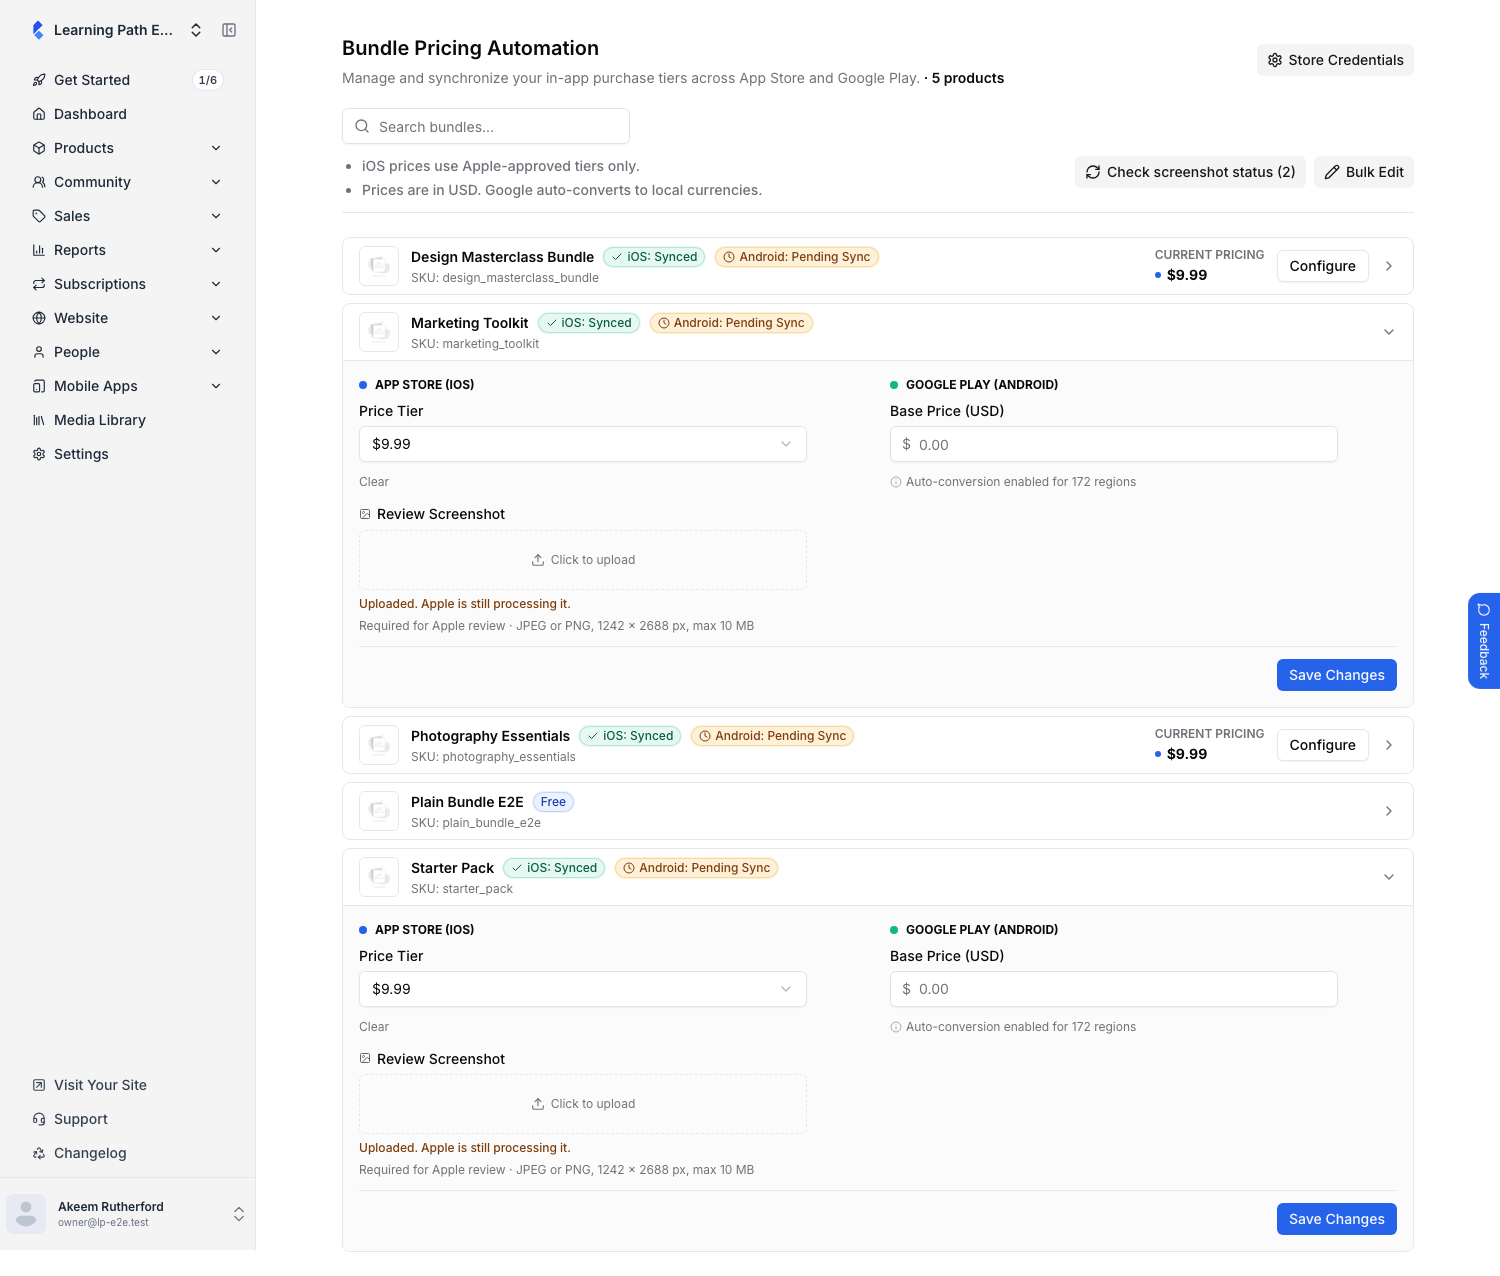 Learning Path E...
Get Started
1/6
Dashboard
Products
Community
Sales
Reports
Subscriptions
Website
People
Mobile Apps
Media Library
Settings
Visit Your Site
Support
Changelog
Akeem Rutherford
owner@lp-e2e.test
Bundle Pricing Automation
Manage and synchronize your in-app purchase tiers across App Store and Google Play. · 5 products
Store Credentials
Search bundles...
• iOS prices use Apple-approved tiers only.
• Prices are in USD. Google auto-converts to local currencies.
Check screenshot status (2)
Bulk Edit
Design Masterclass Bundle
iOS: Synced
Android: Pending Sync
SKU: design_masterclass_bundle
CURRENT PRICING
$9.99
Configure
Marketing Toolkit
iOS: Synced
Android: Pending Sync
SKU: marketing_toolkit
APP STORE (IOS)
Price Tier
$9.99
Clear
Review Screenshot
Click to upload
Uploaded. Apple is still processing it.
Required for Apple review · JPEG or PNG, 1242 × 2688 px, max 10 MB
GOOGLE PLAY (ANDROID)
Base Price (USD)
$ 0.00
Auto-conversion enabled for 172 regions
Save Changes
Photography Essentials
iOS: Synced
Android: Pending Sync
SKU: photography_essentials
CURRENT PRICING
$9.99
Configure
Plain Bundle E2E
Free
SKU: plain_bundle_e2e
Starter Pack
iOS: Synced
Android: Pending Sync
SKU: starter_pack
APP STORE (IOS)
Price Tier
$9.99
Clear
Review Screenshot
Click to upload
Uploaded. Apple is still processing it.
Required for Apple review · JPEG or PNG, 1242 × 2688 px, max 10 MB
GOOGLE PLAY (ANDROID)
Base Price (USD)
$ 0.00
Auto-conversion enabled for 172 regions
Save Changes
Feedback